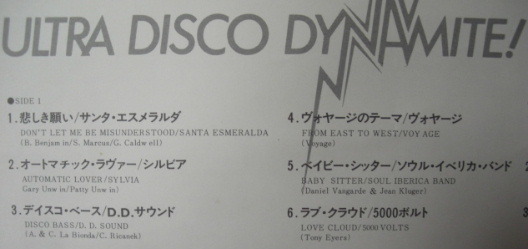 ULTRA DISCO DYNAMITE!
●SIDE 1
1.悲しき願い/サンタ・エスメラルダ
DON'T LET ME BE MISUNDERSTOOD/SANTA ESMERALDA
(B. Benjamin/S. Marcus/G. Caldwell)
2.オートマチック・ラヴァー/シルビア
AUTOMATIC LOVER/SYLVIA
Gary Unwin/Patty Unwin)
3.デイスコ・ベース/D.D.サウンド
DISCO BASS/D. D. SOUND
(A. & C. La Bionda/C. Ricanek)
4.ヴォヤージのテーマ/ヴォヤージ
FROM EAST TO WEST/VOYAGE
(Voyage)
5.ベイビー・シッター/ソウル・イベリカ・バンド
BABY SITTER/SOUL IBERICA BAND
(Daniel Vangarde & Jean Kluger)
6.ラブ・クラウド/5000ボルト
LOVE CLOUD/5000 VOLTS
(Tony Eyers)
2
5